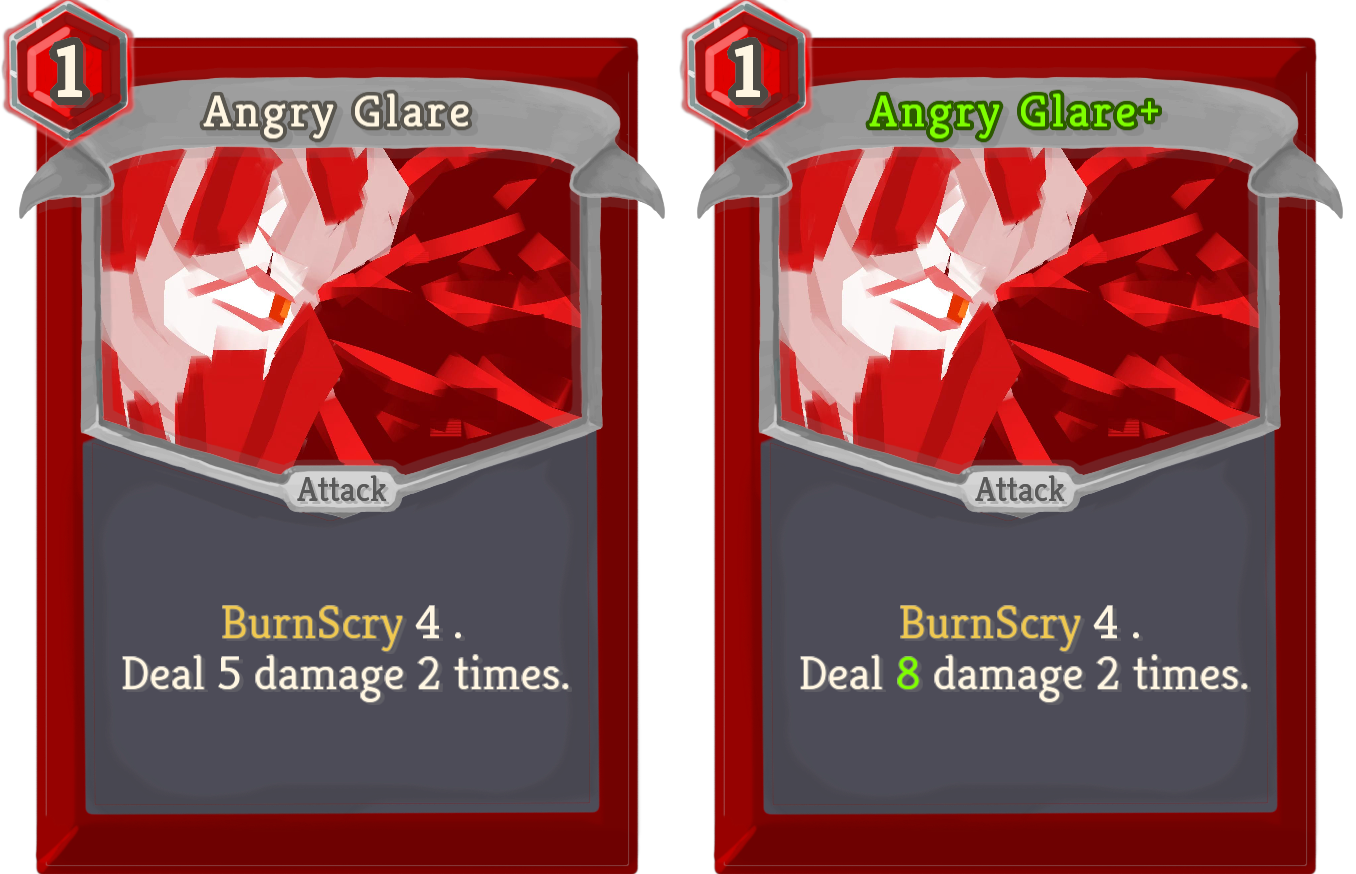 1
Angry Glare
Attack
BurnScry 4 .
Deal 5 damage 2 times.
1
Angry Glare+
Attack
BurnScry 4 .
Deal 8 damage 2 times.